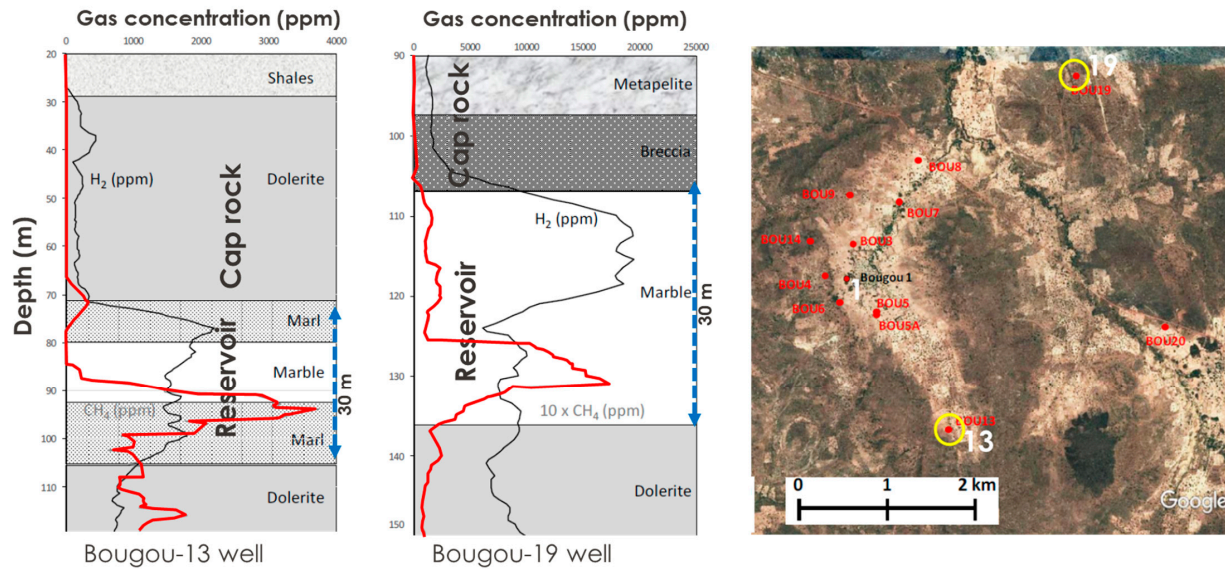 Gas concentration (ppm)
0 1000 2000 3000 4000
20
30
40
50
60
70
80
90
100
110
Depth (m)
Shales
Dolerite
Marl
Marble
Marl
Dolerite
H2 (ppm)
CH4 (ppm)
Cap rock
Reservoir
30 m
Bougou-13 well
Gas concentration (ppm)
0 5000 10000 15000 20000 25000
90
100
110
120
130
140
150
Metapelite
Breccia
Marble
Dolerite
H2 (ppm)
10 x CH4 (ppm)
Cap rock
Reservoir
30 m
Bougou-19 well
19
BOU19
BOU8
BOU9
BOU7
BOU14
BOU3
BOU4
Bougou 1
1
BOU6
BOU5
BOU5A
BOU20
BOU13
13
0 1 2 km
Google